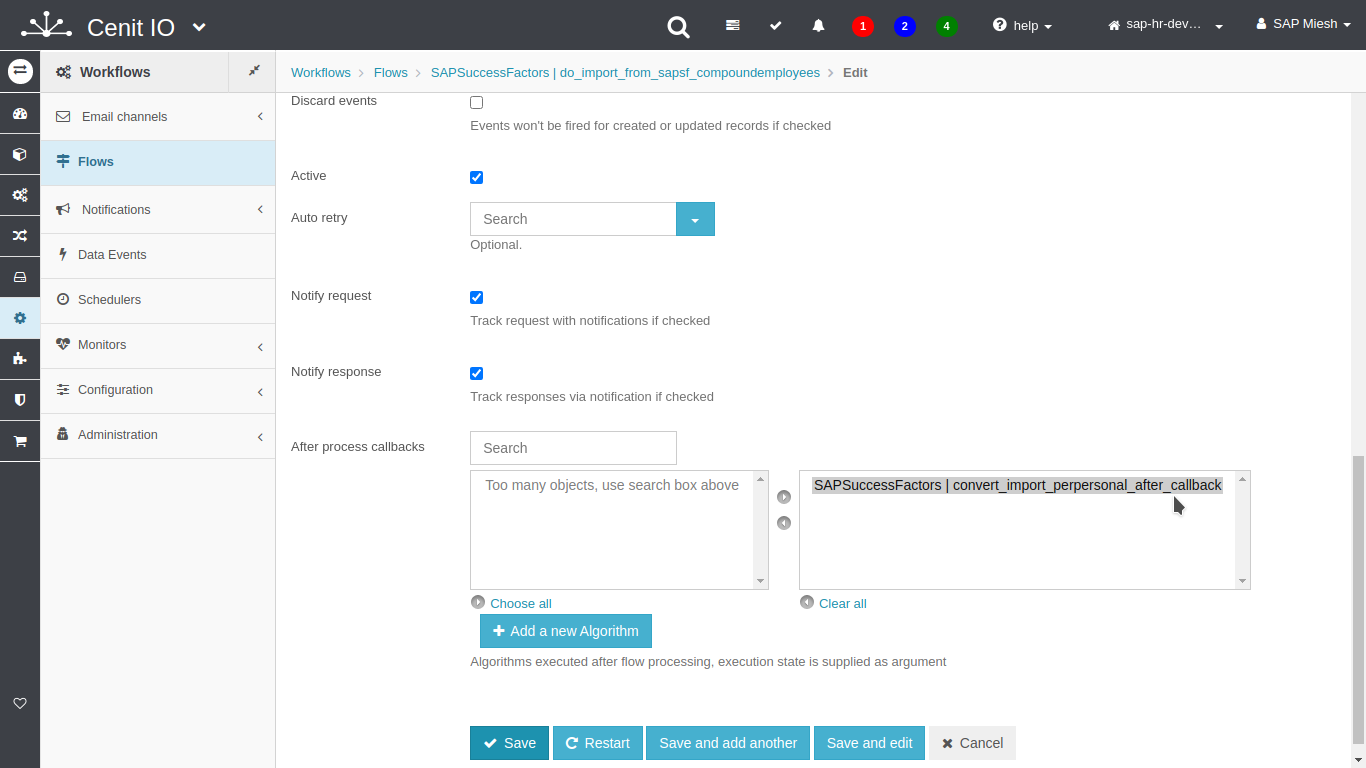 Cenit IO
1
2
4
help
sap-hr-dev…
SAP Miesh
Workflows
Workflows
Flows
SAPSuccessFactors | do_import_from_sapsf_compoundemployees
Edit
Email channels
Flows
Notifications
Data Events
Schedulers
Monitors
Configuration
Administration
Discard events
Events won't be fired for created or updated records if checked
Active
Auto retry
Search
Optional.
Notify request
Track request with notifications if checked
Notify response
Track responses via notification if checked
After process callbacks
Search
Too many objects, use search box above
SAPSuccessFactors | convert_import_perpersonal_after_callback
Choose all
Clear all
Add a new Algorithm
Algorithms executed after flow processing, execution state is supplied as argument
Save
Restart
Save and add another
Save and edit
Cancel